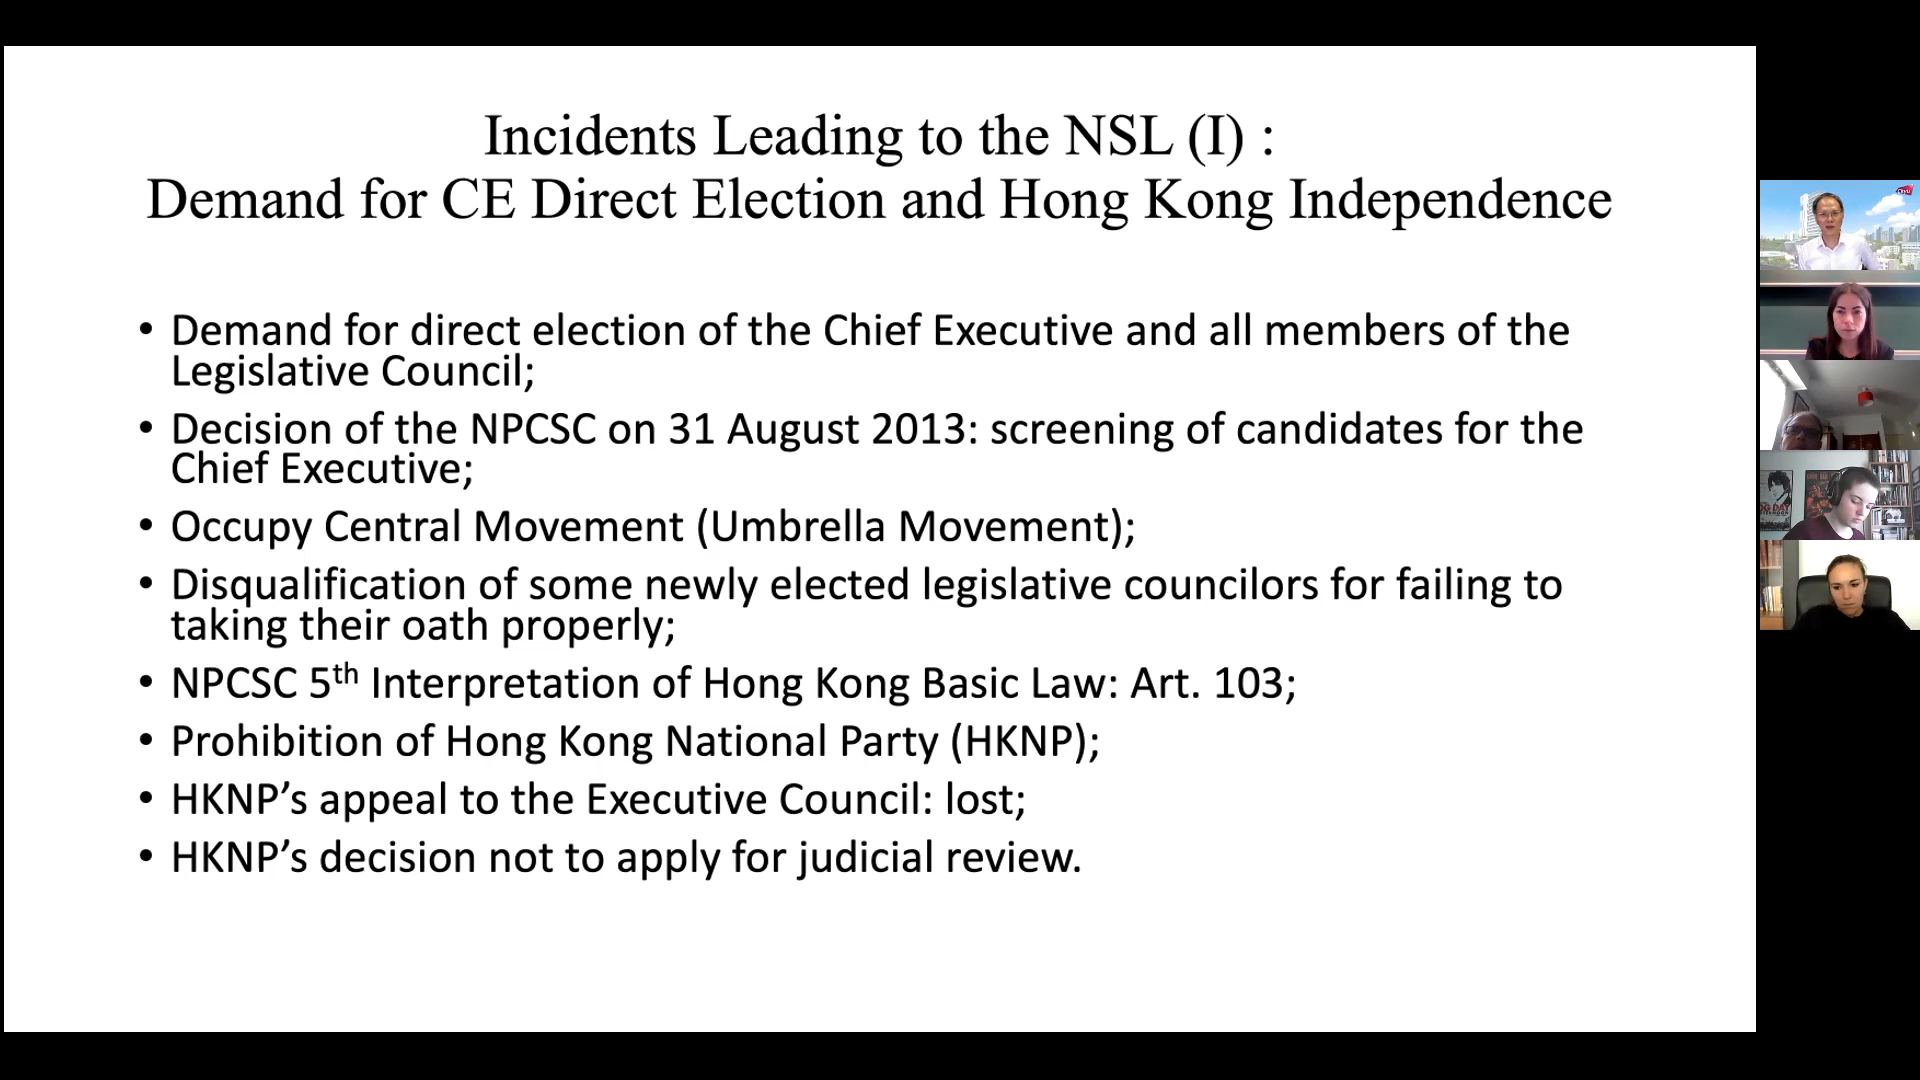 Incidents Leading to the NSL (I) :
Demand for CE Direct Election and Hong Kong Independence
• Demand for direct election of the Chief Executive and all members of the
Legislative Council;
• Decision of the NPCSC on 31 August 2013: screening of candidates for the
Chief Executive;
• Occupy Central Movement (Umbrella Movement);
• Disqualification of some newly elected legislative councilors for failing to
taking their oath properly;
• NPCSC 5th Interpretation of Hong Kong Basic Law: Art. 103;
• Prohibition of Hong Kong National Party (HKNP);
• HKNP’s appeal to the Executive Council: lost;
• HKNP’s decision not to apply for judicial review.